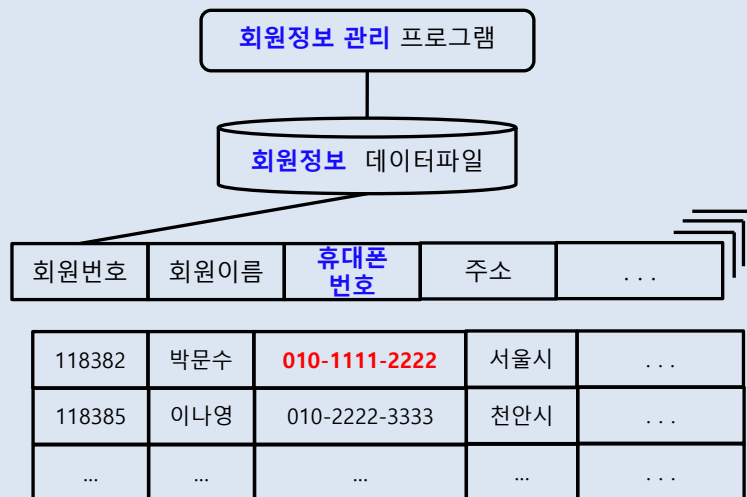 회원정보 관리 프로그램
회원정보 데이터파일
회원번호 회원이름 휴대폰 번호 주소 . . .
118382 박문수 010-1111-2222 서울시 . . .
118385 이나영 010-2222-3333 천안시 . . .
... ... ... ... . . .